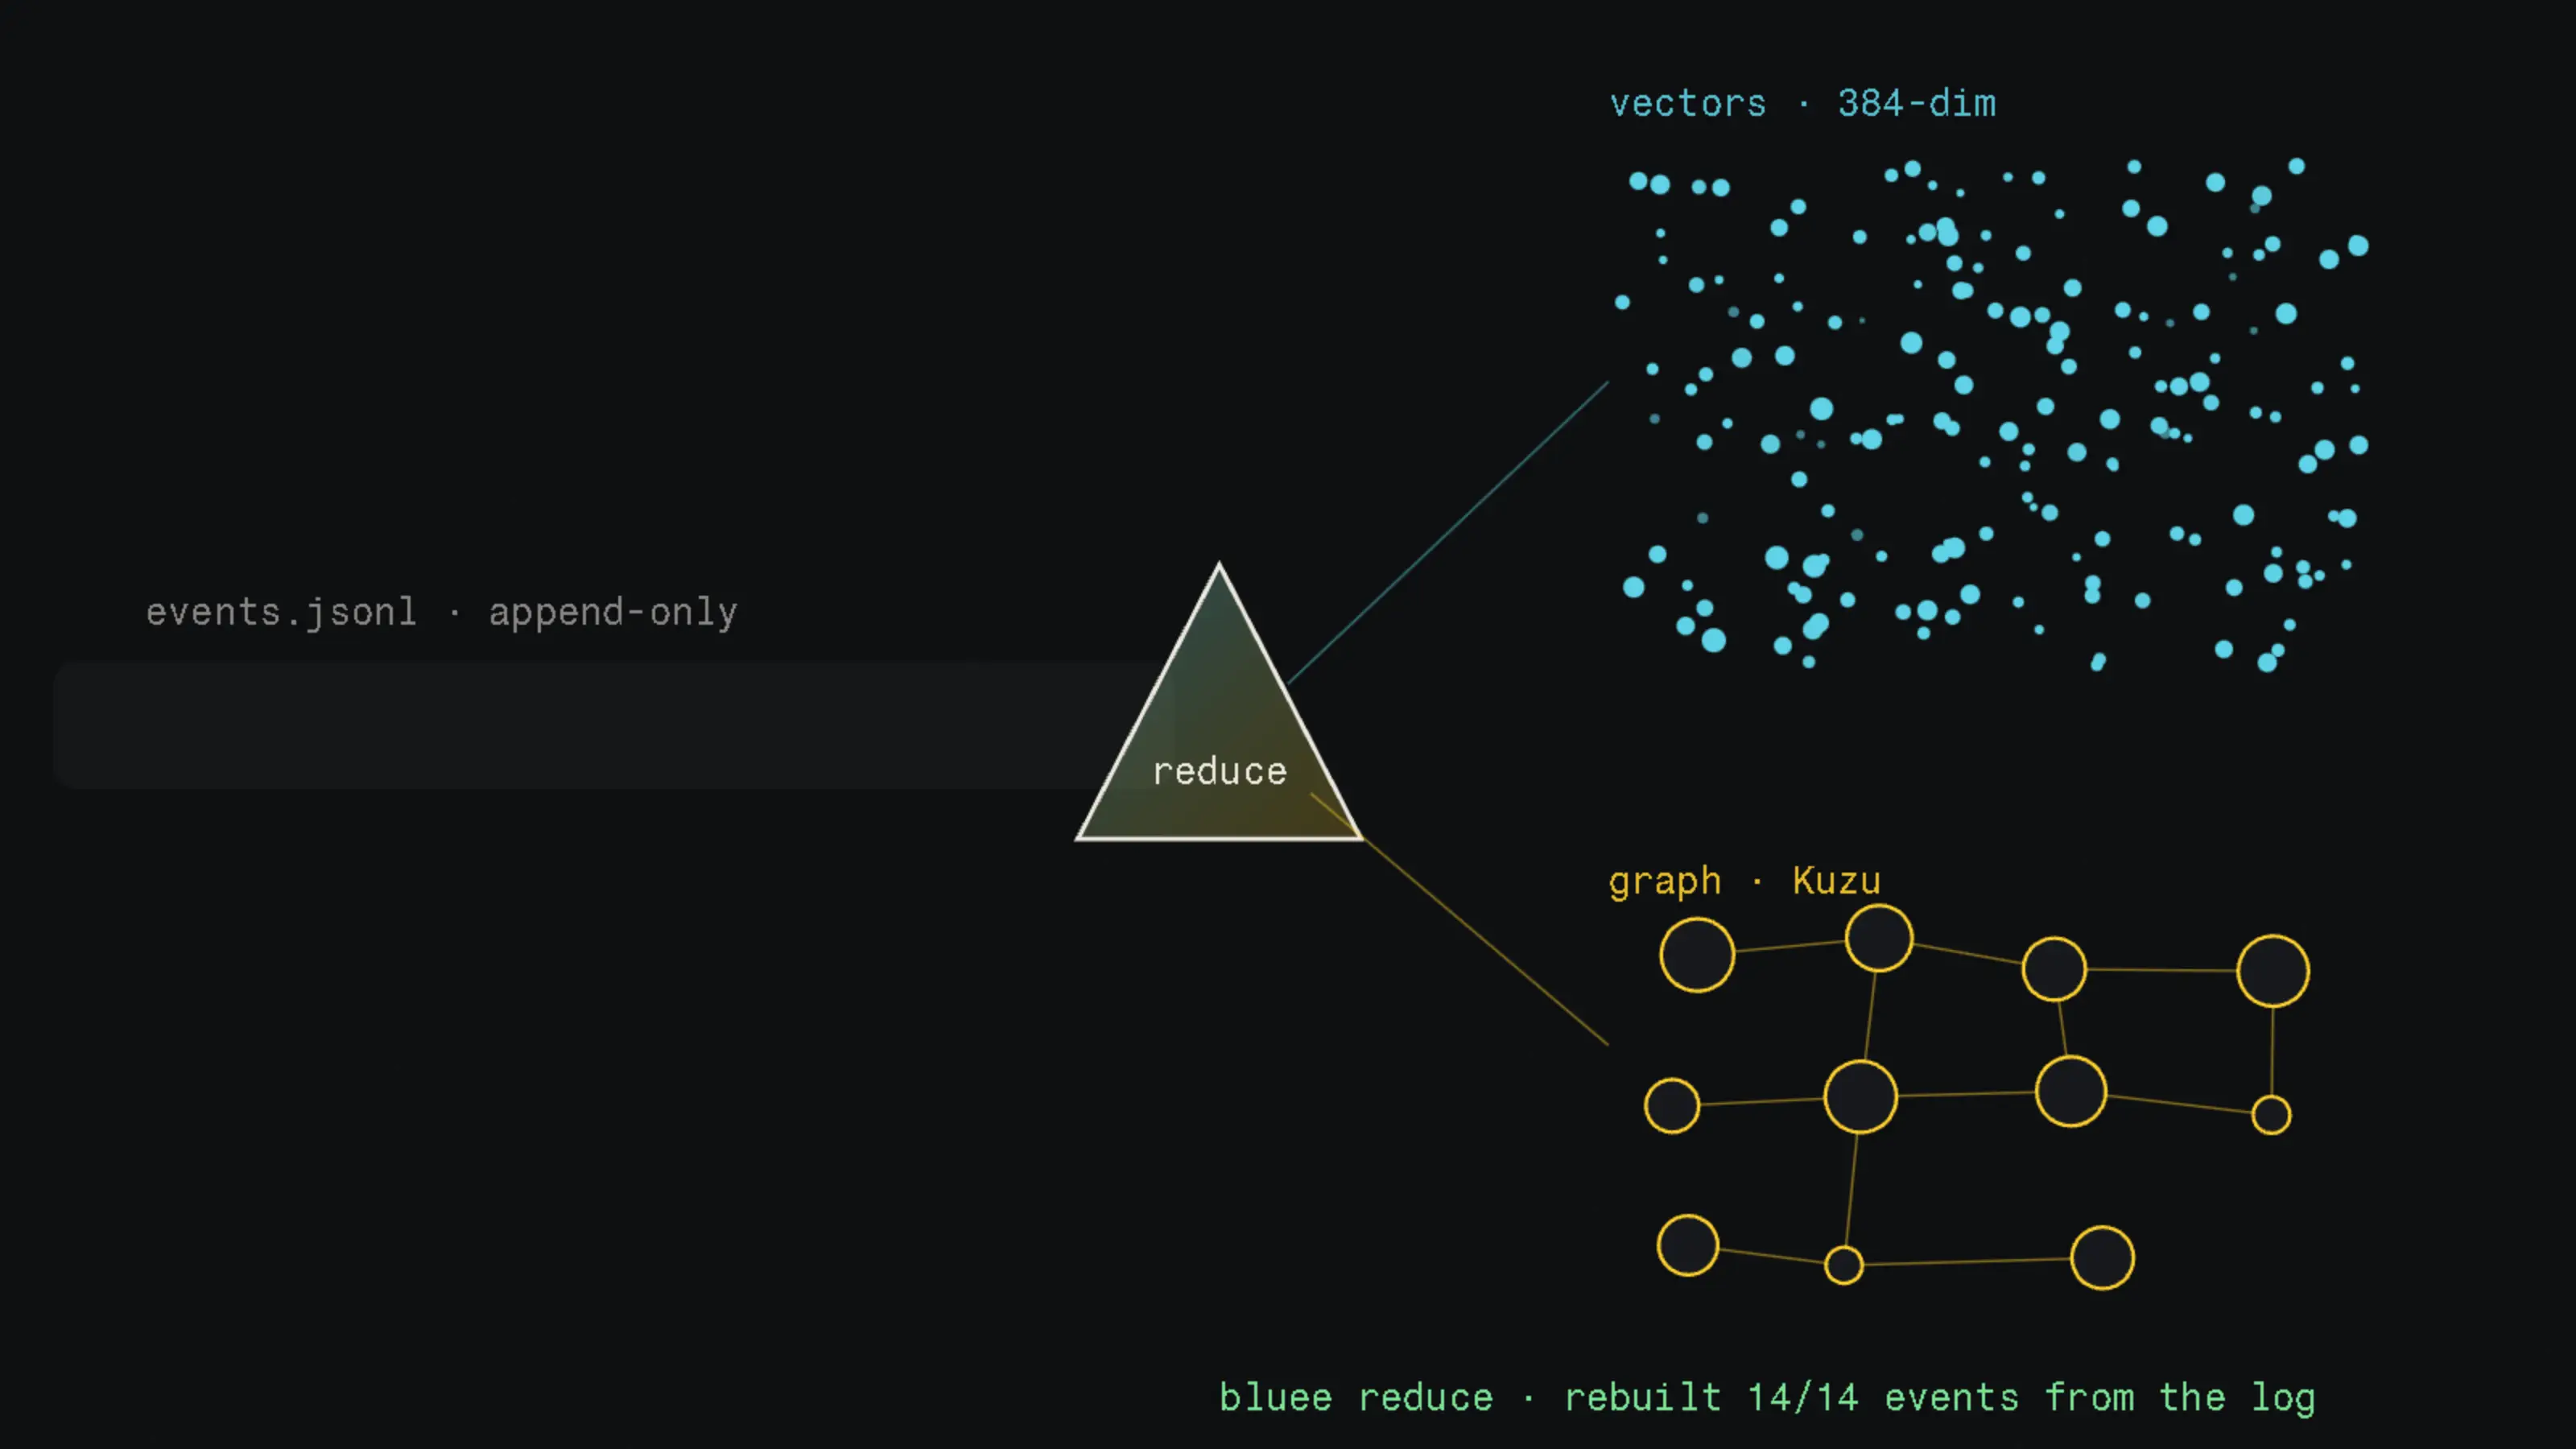 vectors · 384-dim
events.jsonl · append-only
reduce
graph · Kuzu
bluee reduce · rebuilt 14/14 events from the log